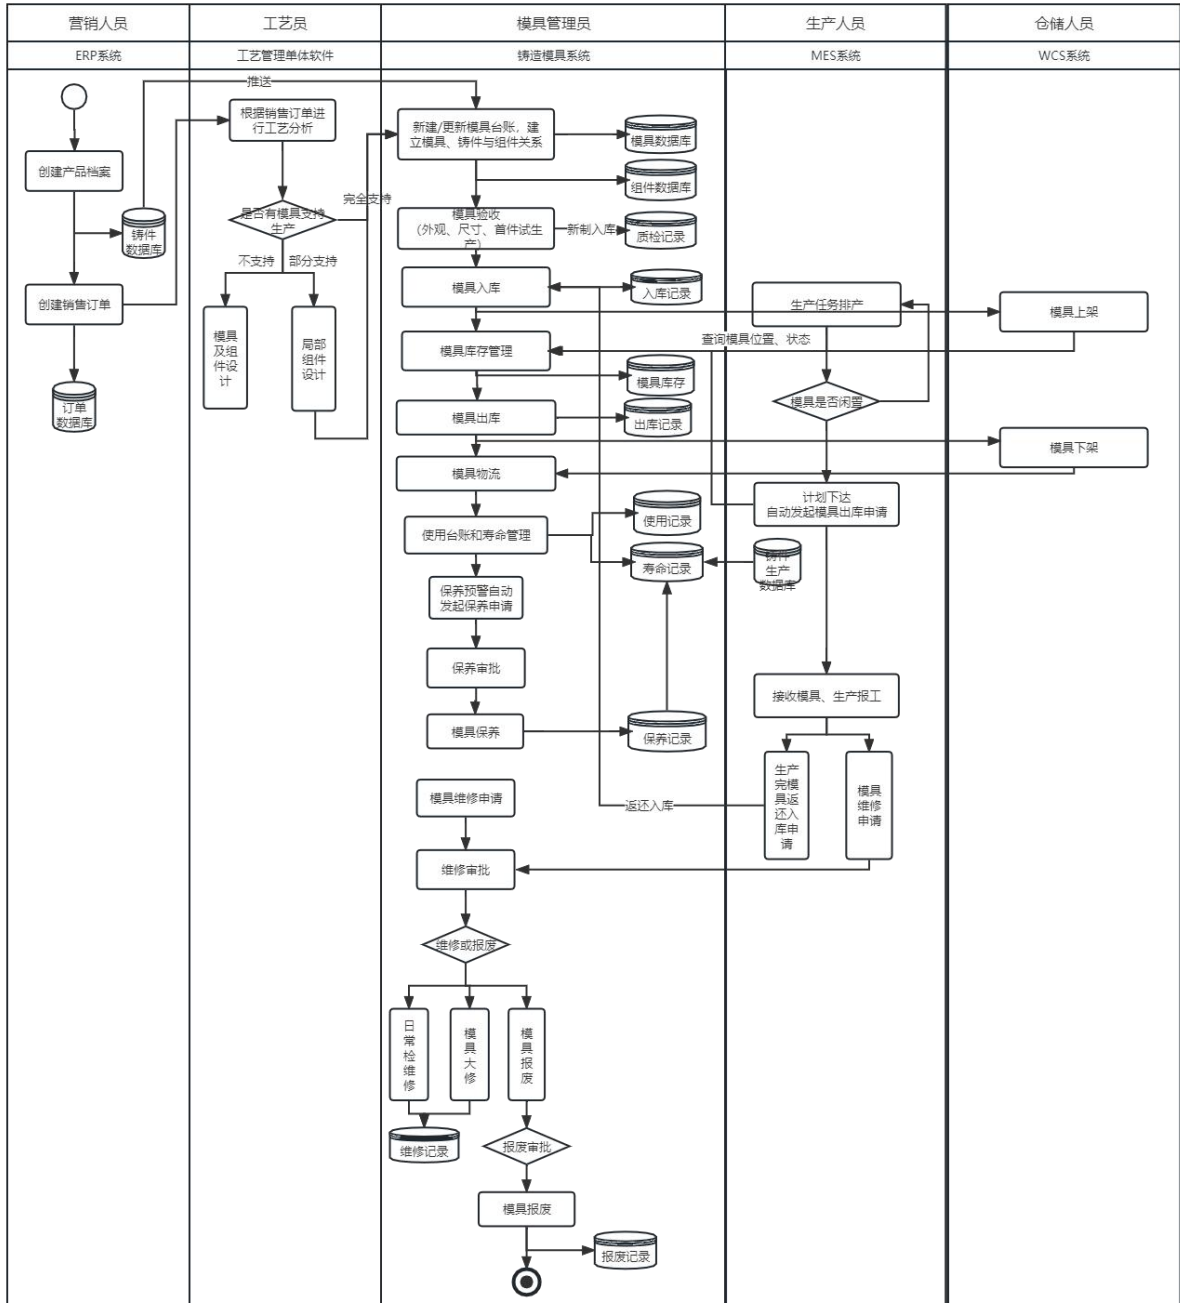 营销人员
工艺员
模具管理员
生产人员
仓储人员
ERP系统
工艺管理单体软件
铸造模具系统
MES系统
WCS系统
推送
创建产品档案
铸件
数据库
创建销售订单
订单
数据库
根据销售订单进
行工艺分析
是否有模具支持
生产
完全支持
不支持
部分支持
模具
及组
件设
计
局部
组件
设计
新建/更新模具台账，建
立模具、铸件与组件关系
模具数据库
组件数据库
模具验收
（外观、尺寸、首件试生
产）
新制入库
质检记录
模具入库
入库记录
模具库存管理
模具库存
模具出库
出库记录
模具物流
使用台账和寿命管理
使用记录
寿命记录
保养预警自动
发起保养申请
保养审批
模具保养
保养记录
模具维修申请
返还入库
维修审批
维修或报废
日
常
检
维
修
模
具
大
修
模
具
报
废
维修记录
报废审批
模具报废
报废记录
生产任务排产
查询模具位置、状态
模具是否闲置
计划下达
自动发起模具出库申请
铸件
生产
数据库
接收模具、生产报工
生产
完模
具返
还入
库申
请
模具
维修
申请
模具上架
模具下架